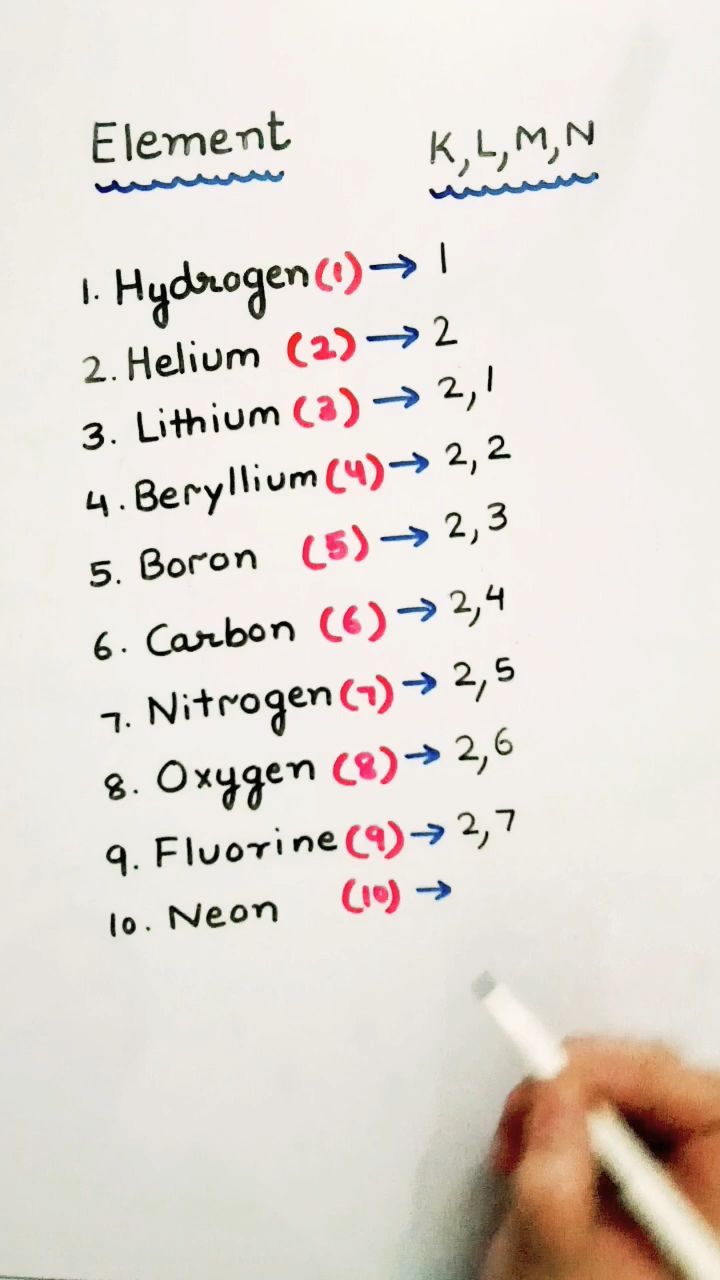 Element K, L, M, N
1. Hydrogen (1) → 1
2. Helium (2) → 2
3. Lithium (3) → 2, 1
4. Beryllium (4) → 2, 2
5. Boron (5) → 2, 3
6. Carbon (6) → 2, 4
7. Nitrogen (7) → 2, 5
8. Oxygen (8) → 2, 6
9. Fluorine (9) → 2, 7
10. Neon (10) →